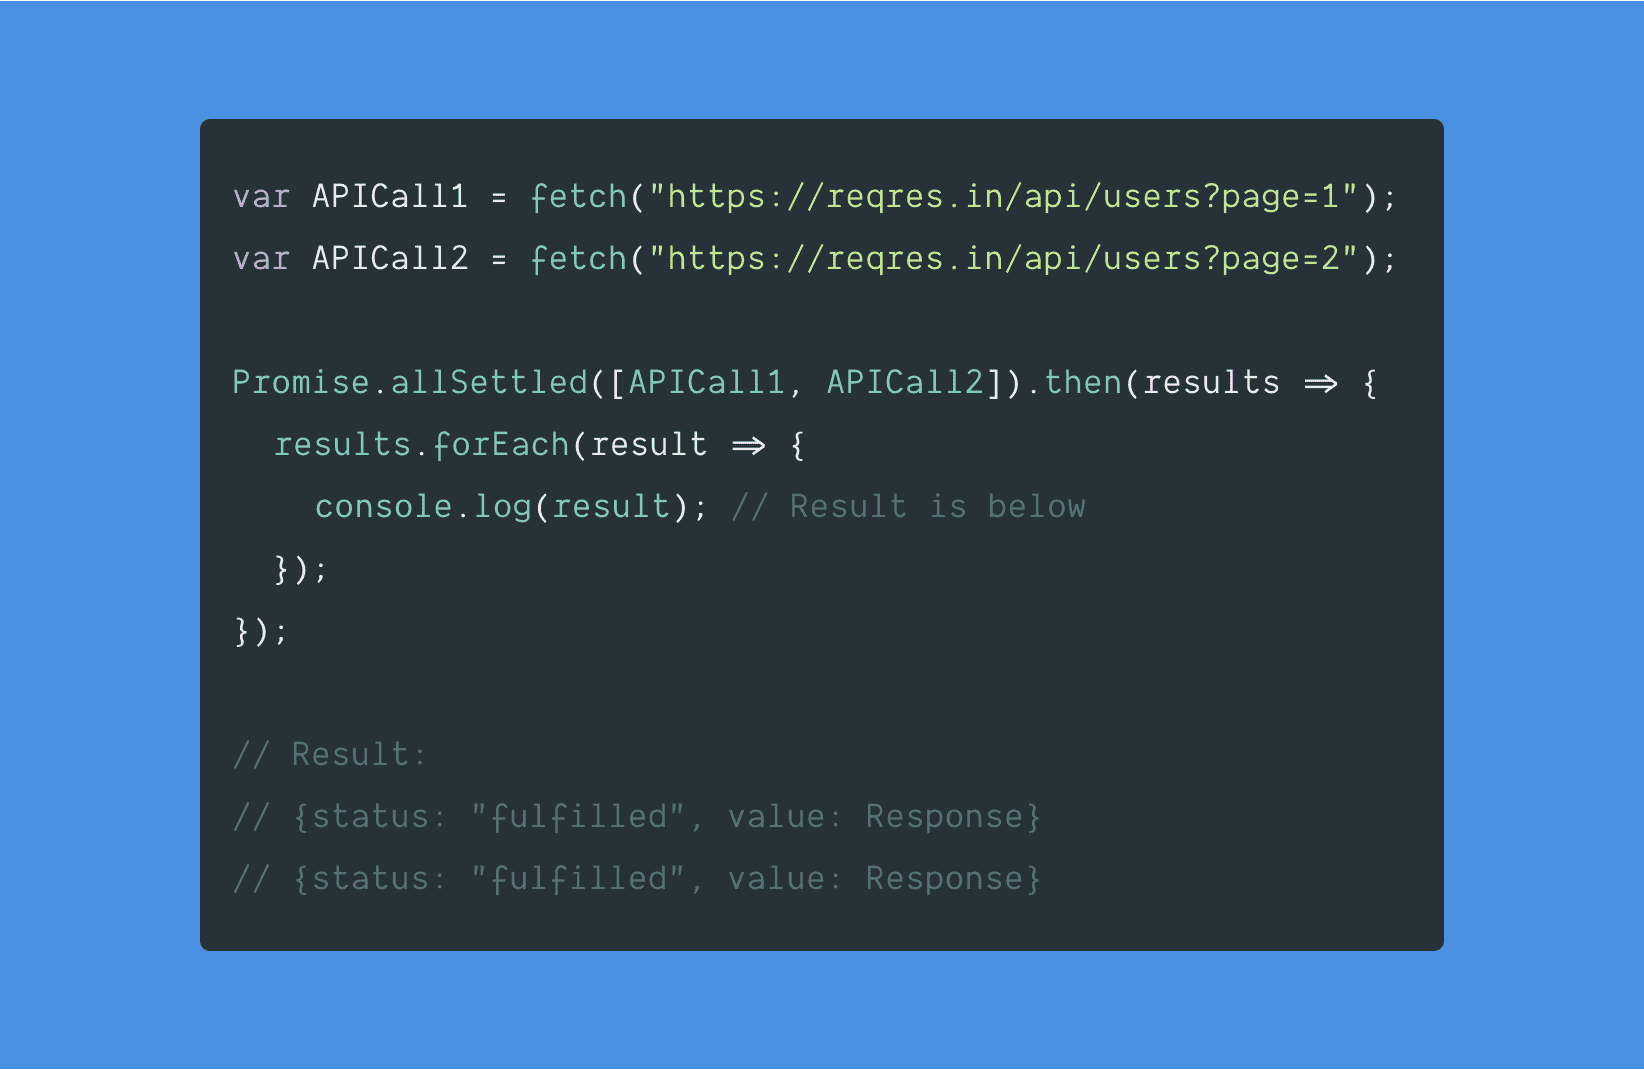 var APICall1 = fetch("https://reqres.in/api/users?page=1");
var APICall2 = fetch("https://reqres.in/api/users?page=2");
Promise.allSettled([APICall1, APICall2]).then(results => {
results.forEach(result => {
console.log(result); // Result is below
});
});
// Result:
// {status: "fulfilled", value: Response}
// {status: "fulfilled", value: Response}